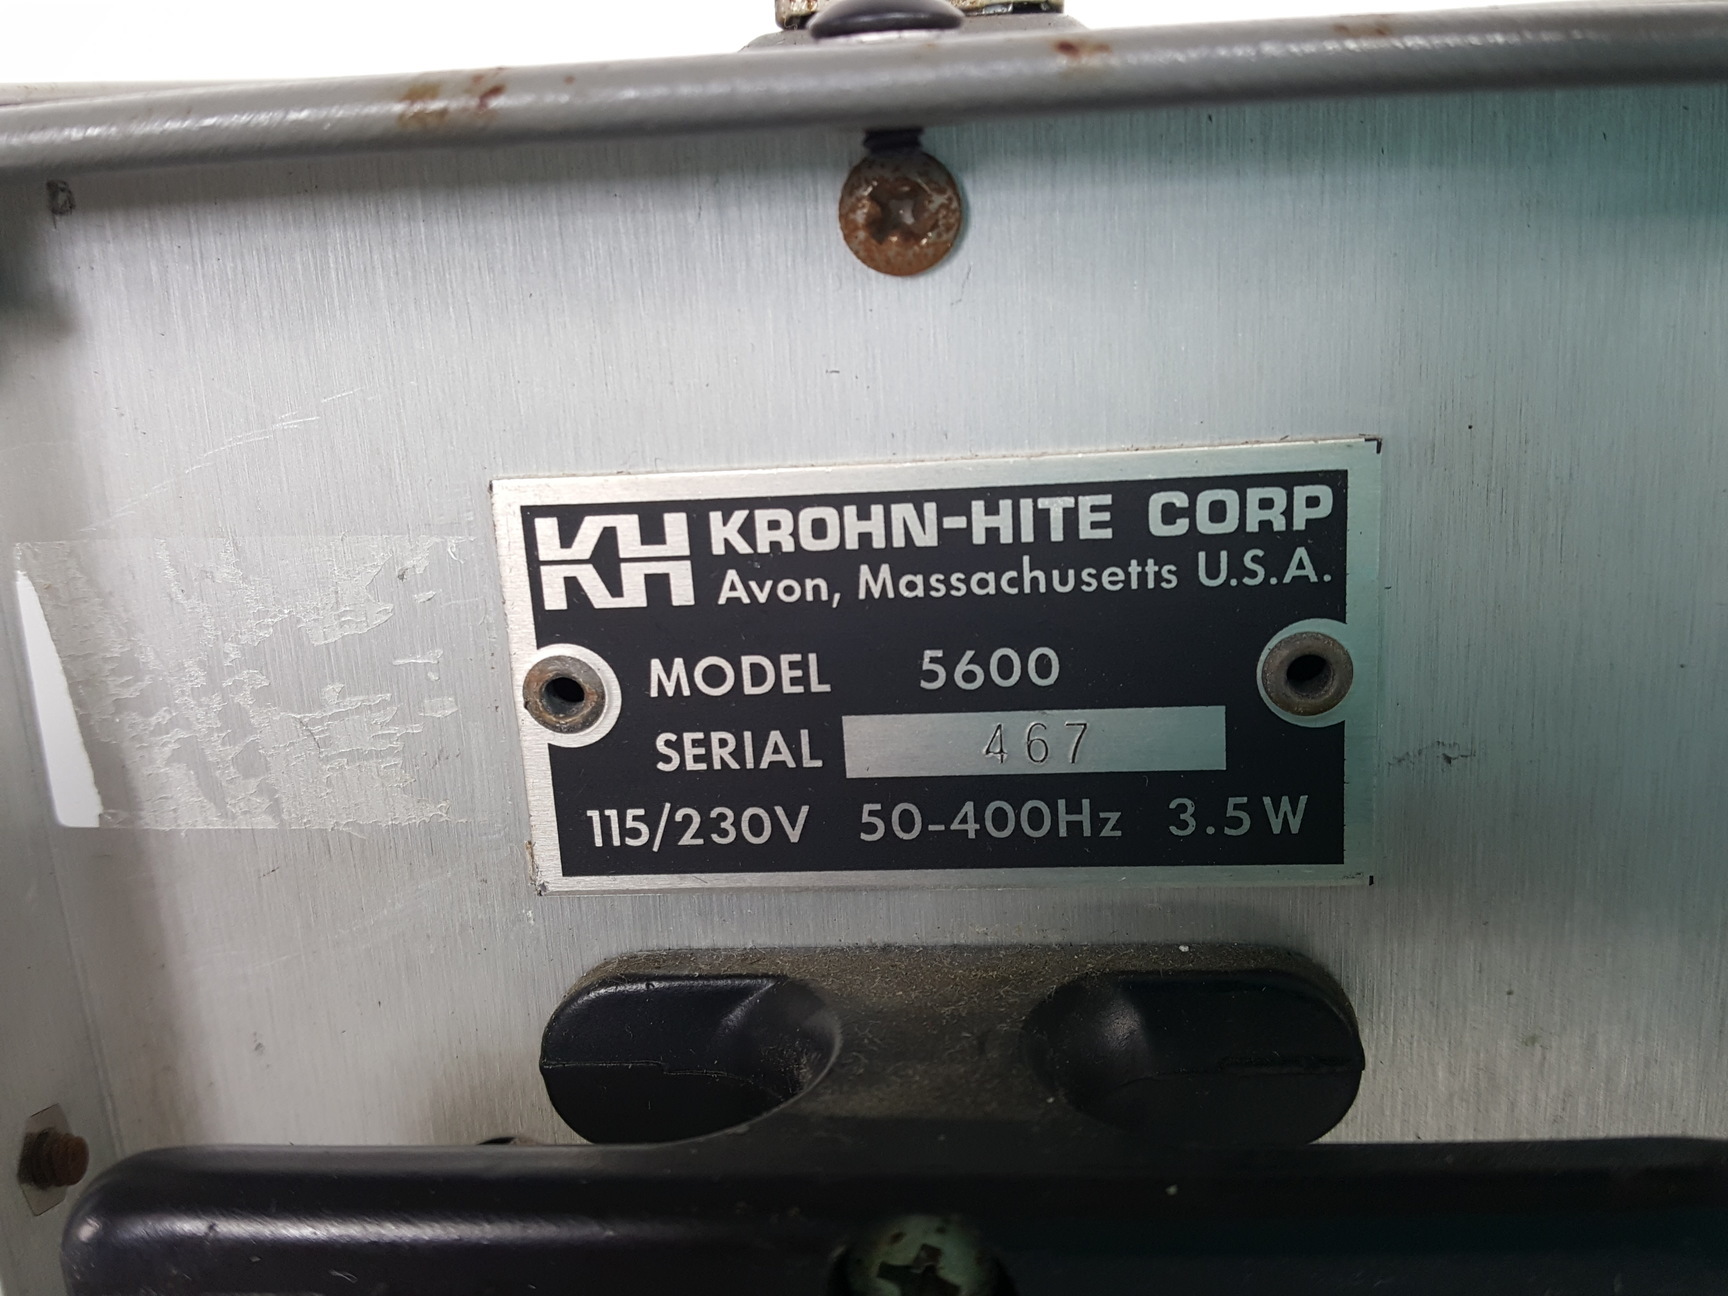 KH KROHN-HITE CORP
Avon, Massachusetts U.S.A.
MODEL 5600
SERIAL 467
115/230V 50-400Hz 3.5W